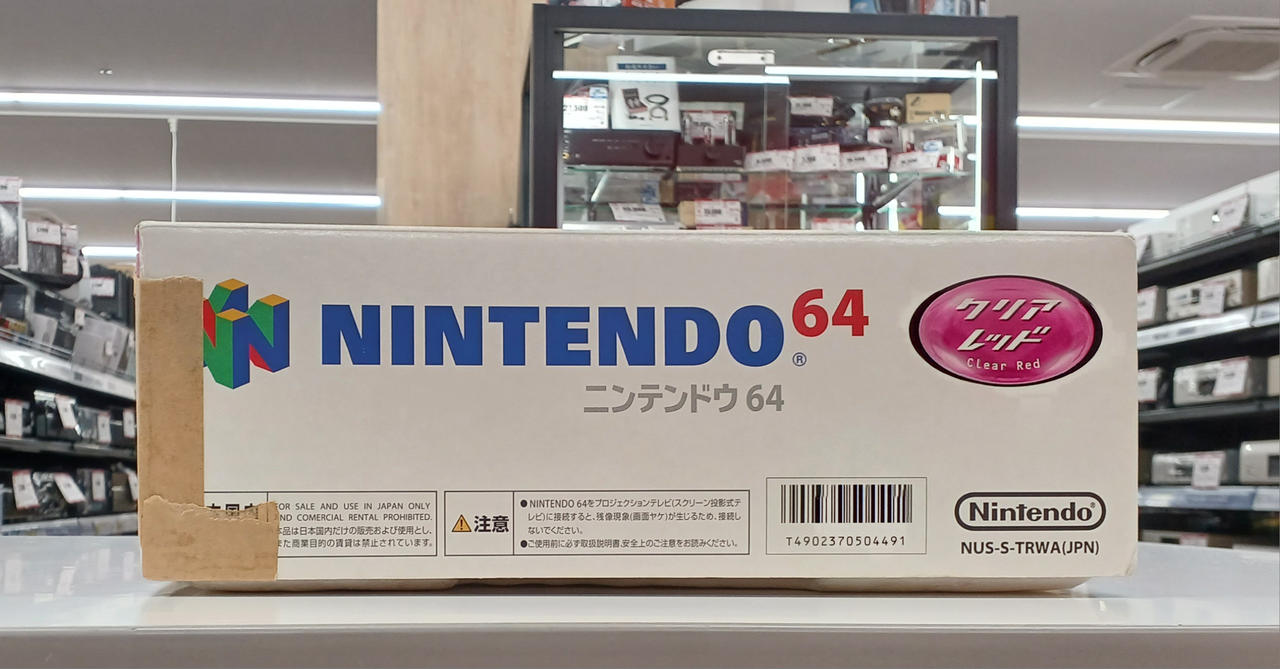 NINTENDO64®
ニンテンドウ64
クリア
レッド
Clear Red
FOR SALE AND USE IN JAPAN ONLY
AND COMERCIAL RENTAL PROHIBITED.
品は日本国内だけの販売および使用とし、
た商業目的の賃貸は禁止されています。
注意
●NINTENDO 64をプロジェクションテレビ(スクリーン投影式テ
レビ)に接続すると、残像現象(画面ヤケ)が生じるため、接続し
ないでください。
●ご使用前に必ず取扱説明書、安全上のご注意をお読みください。
T4902370504491
Nintendo®
NUS-S-TRWA(JPN)